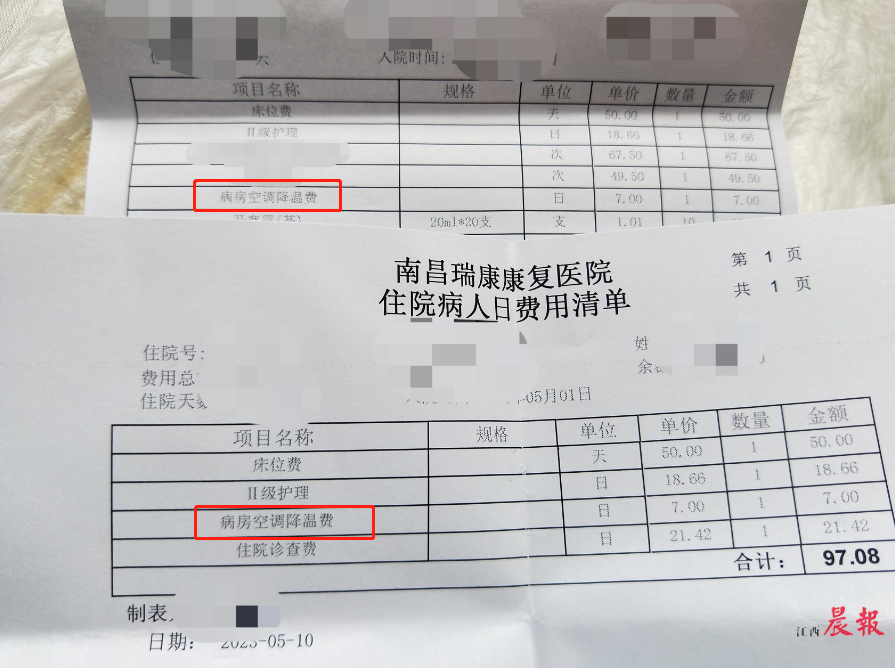 入院时间:
项目名称 规格 单位 单价 数量 金额
床位费 天 50.00 1 50.00
II级护理 日 18.66 1 18.66
次 67.50 1 67.50
次 49.50 1 49.50
病房空调降温费 日 7.00 1 7.00
20ml*20支 支 1.01 10
南昌瑞康康复医院
住院病人日费用清单
第 1 页
共 1 页
住院号: 姓
费用总 余
住院天数 05月01日
项目名称 规格 单位 单价 数量 金额
床位费 天 50.00 1 50.00
II级护理 日 18.66 1 18.66
病房空调降温费 日 7.00 1 7.00
住院诊查费 日 21.42 1 21.42
合计: 97.08
制表
日期: 2023-05-10
江西晨報